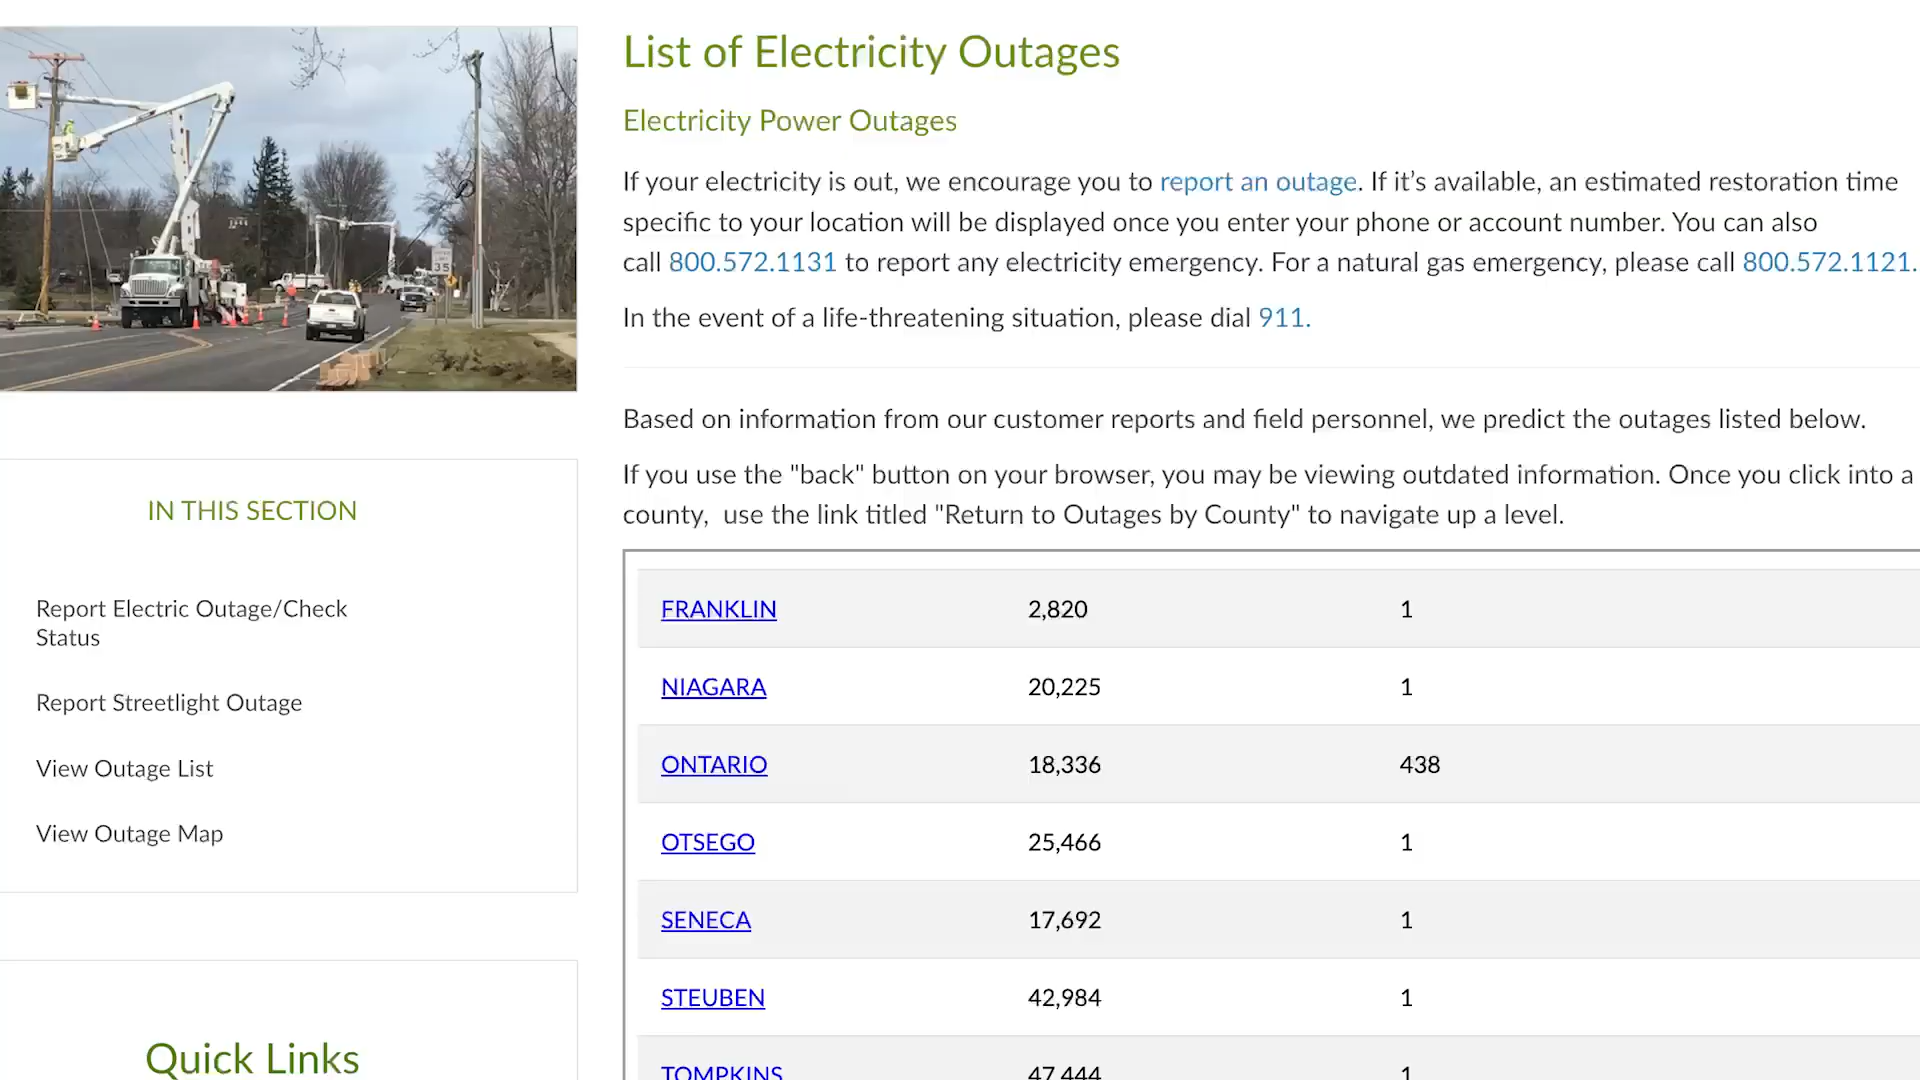 List of Electricity Outages
Electricity Power Outages
If your electricity is out, we encourage you to report an outage. If it’s available, an estimated restoration time
specific to your location will be displayed once you enter your phone or account number. You can also
call 800.572.1131 to report any electricity emergency. For a natural gas emergency, please call 800.572.1121.
In the event of a life-threatening situation, please dial 911.
Based on information from our customer reports and field personnel, we predict the outages listed below.
If you use the "back" button on your browser, you may be viewing outdated information. Once you click into a
county,  use the link titled "Return to Outages by County" to navigate up a level.
FRANKLIN 2,820 1
NIAGARA 20,225 1
ONTARIO 18,336 438
OTSEGO 25,466 1
SENECA 17,692 1
STEUBEN 42,984 1
TOMPKINS 47,444 1
35
IN THIS SECTION
Report Electric Outage/Check
Status
Report Streetlight Outage
View Outage List
View Outage Map
Quick Links